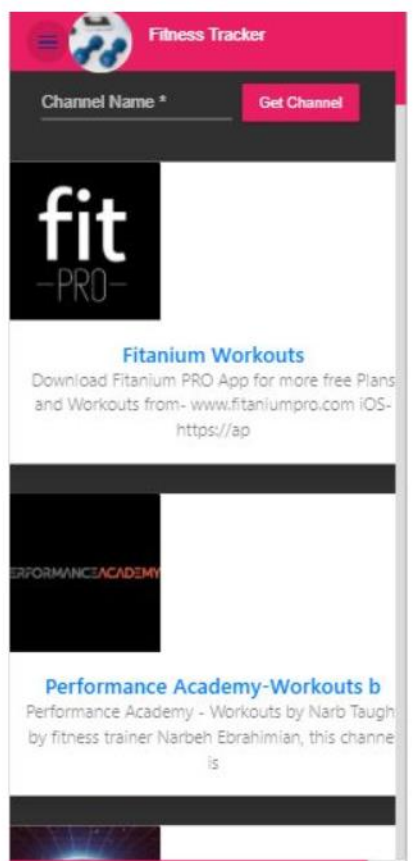 Fitness Tracker
Channel Name *
Get Channel
fit
-PRO-
Fitanium Workouts
Download Fitanium PRO App for more free Plans
and Workouts from- www.fitaniumpro.com iOS-
https://ap
ERFORMANCEACADEMY
Performance Academy-Workouts b
Performance Academy - Workouts by Narb Taugh
by fitness trainer Narbeh Ebrahimian, this channe
is